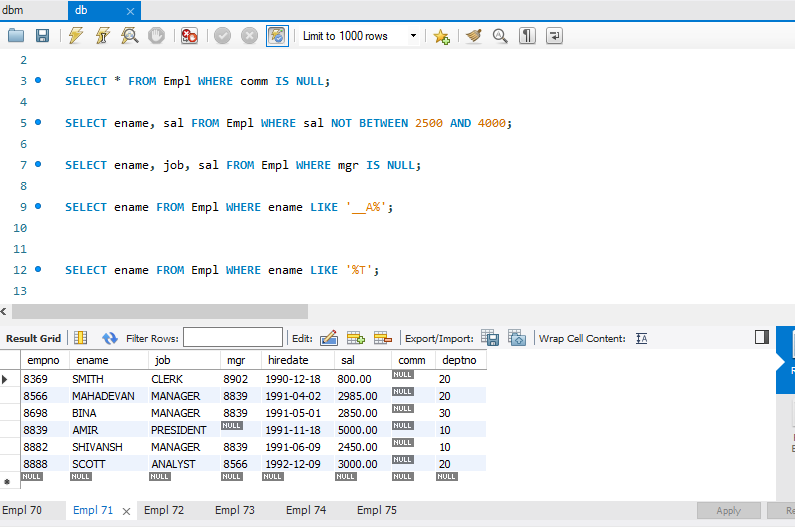 dbm db
Limit to 1000 rows
2
3 SELECT * FROM Empl WHERE comm IS NULL;
4
5 SELECT ename, sal FROM Empl WHERE sal NOT BETWEEN 2500 AND 4000;
6
7 SELECT ename, job, sal FROM Empl WHERE mgr IS NULL;
8
9 SELECT ename FROM Empl WHERE ename LIKE '__A%';
10
11
12 SELECT ename FROM Empl WHERE ename LIKE '%T';
13
Result Grid Filter Rows: Edit: Export/Import: Wrap Cell Content:
empno ename job mgr hiredate sal comm deptno
8369 SMITH CLERK 8902 1990-12-18 800.00 NULL 20
8566 MAHADEVAN MANAGER 8839 1991-04-02 2985.00 NULL 20
8698 BINA MANAGER 8839 1991-05-01 2850.00 NULL 30
8839 AMIR PRESIDENT NULL 1991-11-18 5000.00 NULL 10
8882 SHIVANSH MANAGER 8839 1991-06-09 2450.00 NULL 10
8888 SCOTT ANALYST 8566 1992-12-09 3000.00 NULL 20
NULL NULL NULL NULL NULL NULL NULL NULL
Empl 70 Empl 71 Empl 72 Empl 73 Empl 74 Empl 75 Apply Re